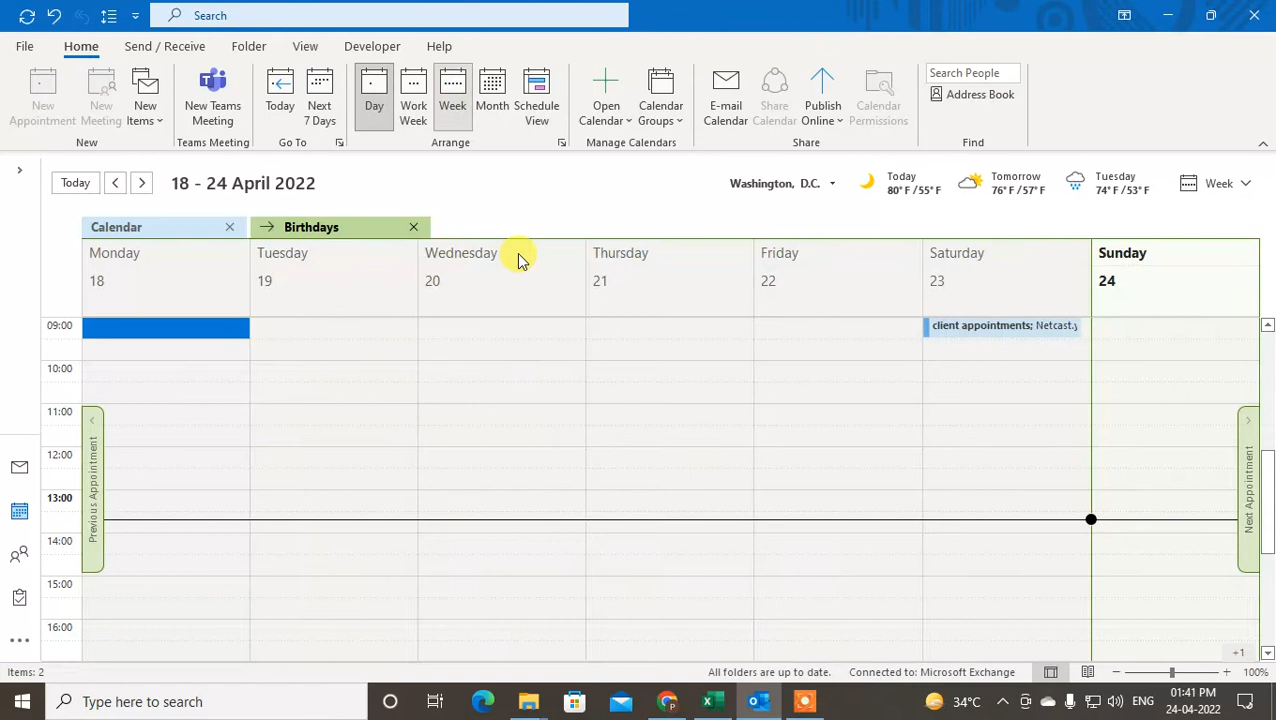 Search
File Home Send / Receive Folder View Developer Help
New Appointment New Meeting New Items New Teams Meeting Today Next 7 Days Day Work Week Week Month Schedule View Open Calendar Calendar Groups E-mail Calendar Share Calendar Publish Online Calendar Permissions Search People
Address Book
New Teams Meeting Go To Arrange Manage Calendars Share Find
Today 18 - 24 April 2022 Washington, D.C. Today 80° F / 55° F Tomorrow 76° F / 57° F Tuesday 74° F / 53° F Week
Calendar Birthdays
Monday Tuesday Wednesday Thursday Friday Saturday Sunday
18 19 20 21 22 23 24
09:00 client appointments; Netcast.
10:00
11:00
12:00
13:00
14:00
15:00
16:00
Previous Appointment
Next Appointment
+1
Items: 2 All folders are up to date. Connected to: Microsoft Exchange 100%
Type here to search 34°C ENG 01:41 PM
24-04-2022